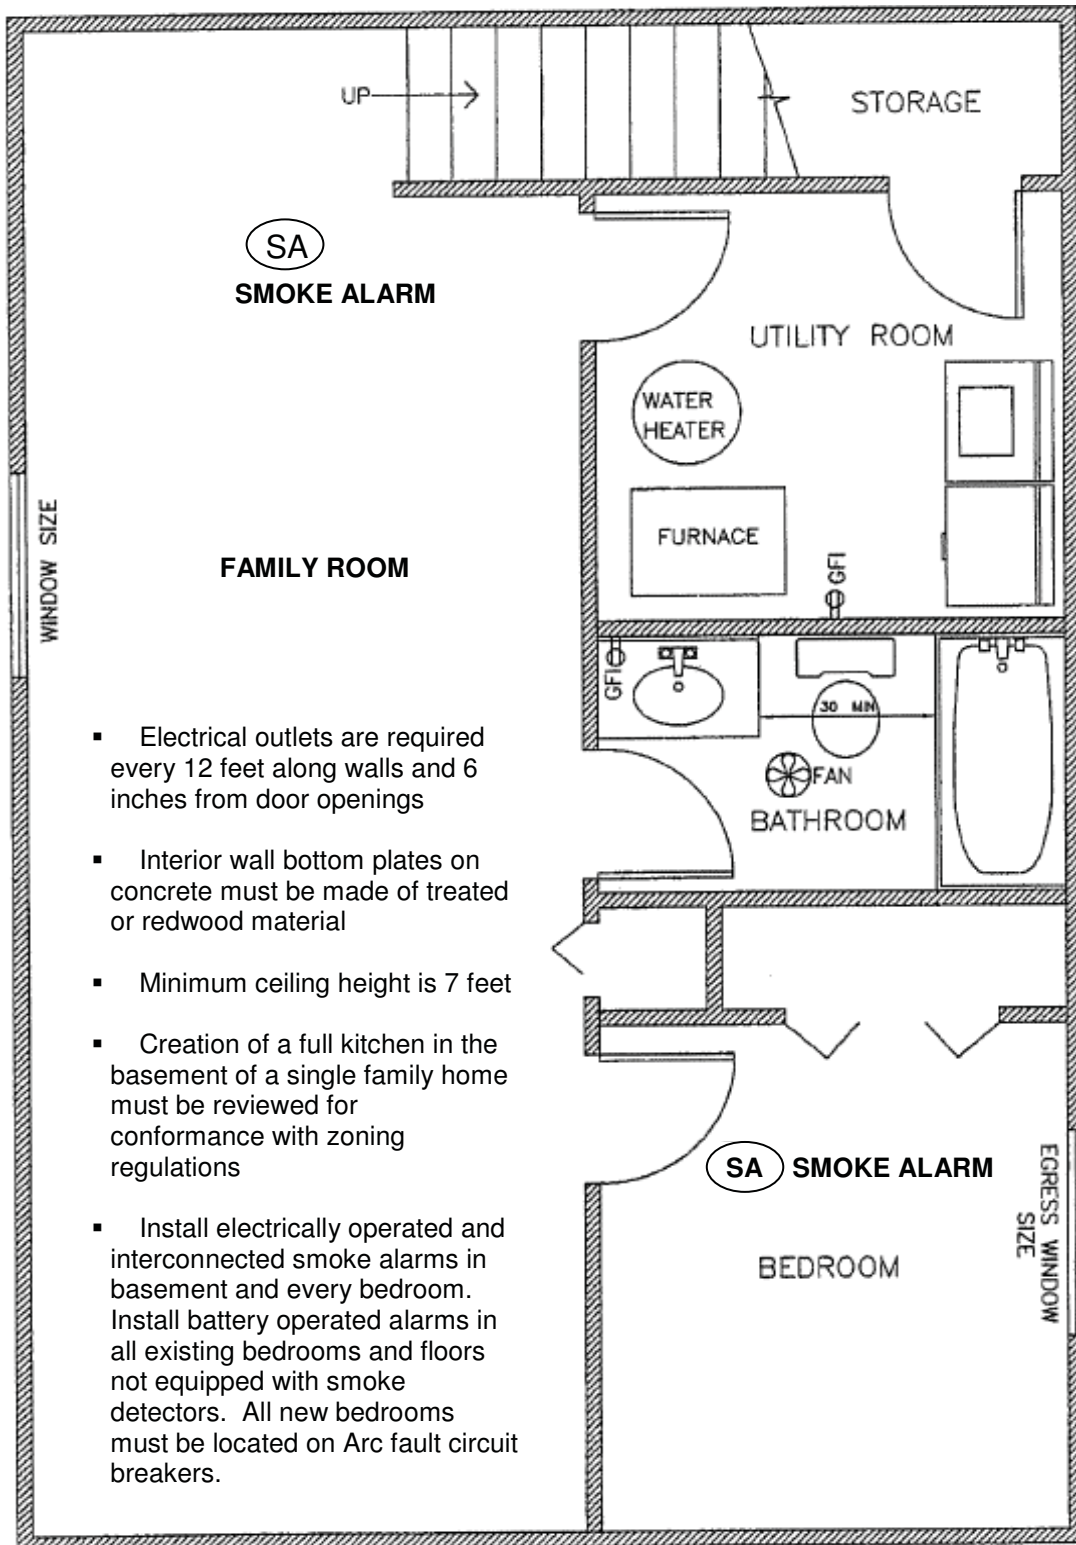 UP
STORAGE
SA
SMOKE ALARM
UTILITY ROOM
WATER
HEATER
FURNACE
GFI
WINDOW SIZE
FAMILY ROOM
GFI
30 MIN
FAN
BATHROOM
▪ Electrical outlets are required
every 12 feet along walls and 6
inches from door openings
▪ Interior wall bottom plates on
concrete must be made of treated
or redwood material
▪ Minimum ceiling height is 7 feet
▪ Creation of a full kitchen in the
basement of a single family home
must be reviewed for
conformance with zoning
regulations
▪ Install electrically operated and
interconnected smoke alarms in
basement and every bedroom.
Install battery operated alarms in
all existing bedrooms and floors
not equipped with smoke
detectors. All new bedrooms
must be located on Arc fault circuit
breakers.
SA SMOKE ALARM
EGRESS WINDOW
SIZE
BEDROOM